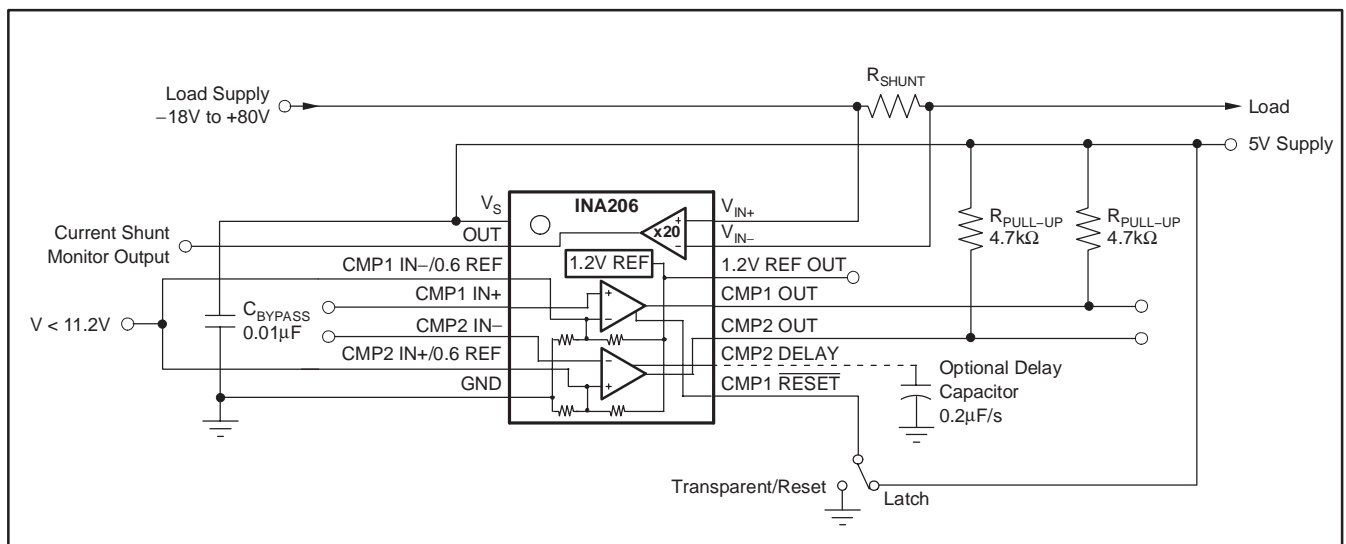 R_SHUNT
Load Supply
−18V to +80V
Load
5V Supply
V_S
INA206
V_IN+
R_PULL−UP
4.7kΩ
R_PULL−UP
4.7kΩ
Current Shunt
Monitor Output
OUT
x20
+
−
V_IN−
CMP1 IN−/0.6 REF
1.2V REF
1.2V REF OUT
CMP1 IN+
+
−
CMP1 OUT
V < 11.2V
C_BYPASS
0.01μF
CMP2 IN−
CMP2 OUT
CMP2 IN+/0.6 REF
−
+
CMP2 DELAY
GND
CMP1 RESET
Optional Delay
Capacitor
0.2μF/s
Transparent/Reset
Latch